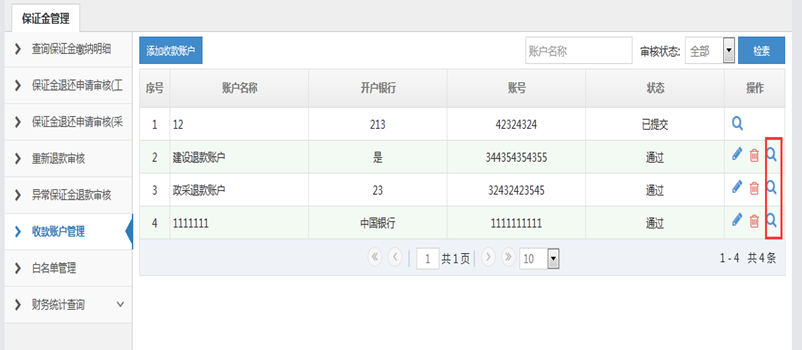 保证金管理
查询保证金缴纳明细
保证金退还申请审核(工
保证金退还申请审核(采
重新退款审核
异常保证金退款审核
收款账户管理
白名单管理
财务统计查询
添加收款账户 账户名称 审核状态: 全部 检索
序号 账户名称 开户银行 账号 状态 操作
1 12 213 42324324 已提交
2 建设退款账户 是 344354354355 通过
3 政采退款账户 23 32432423545 通过
4 1111111 中国银行 1111111111 通过
1 共1页 10 1 - 4 共4条